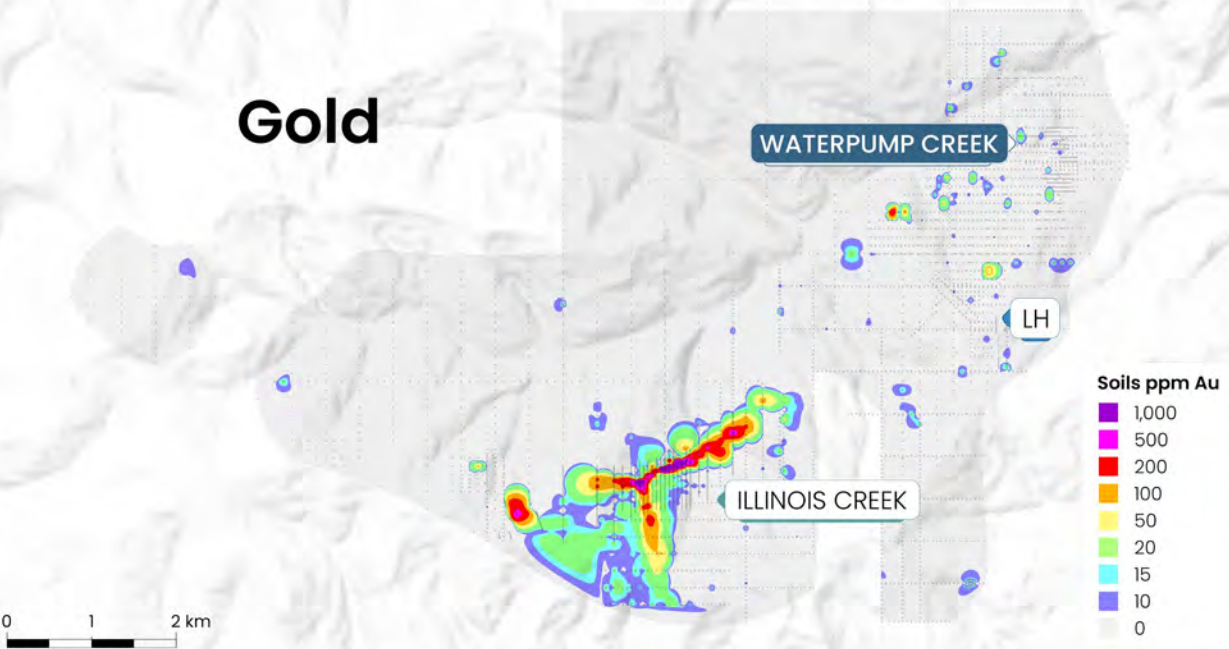 Gold
WATERPUMP CREEK
LH
ILLINOIS CREEK
Soils ppm Au
1,000
500
200
100
50
20
15
10
0
0 1 2 km